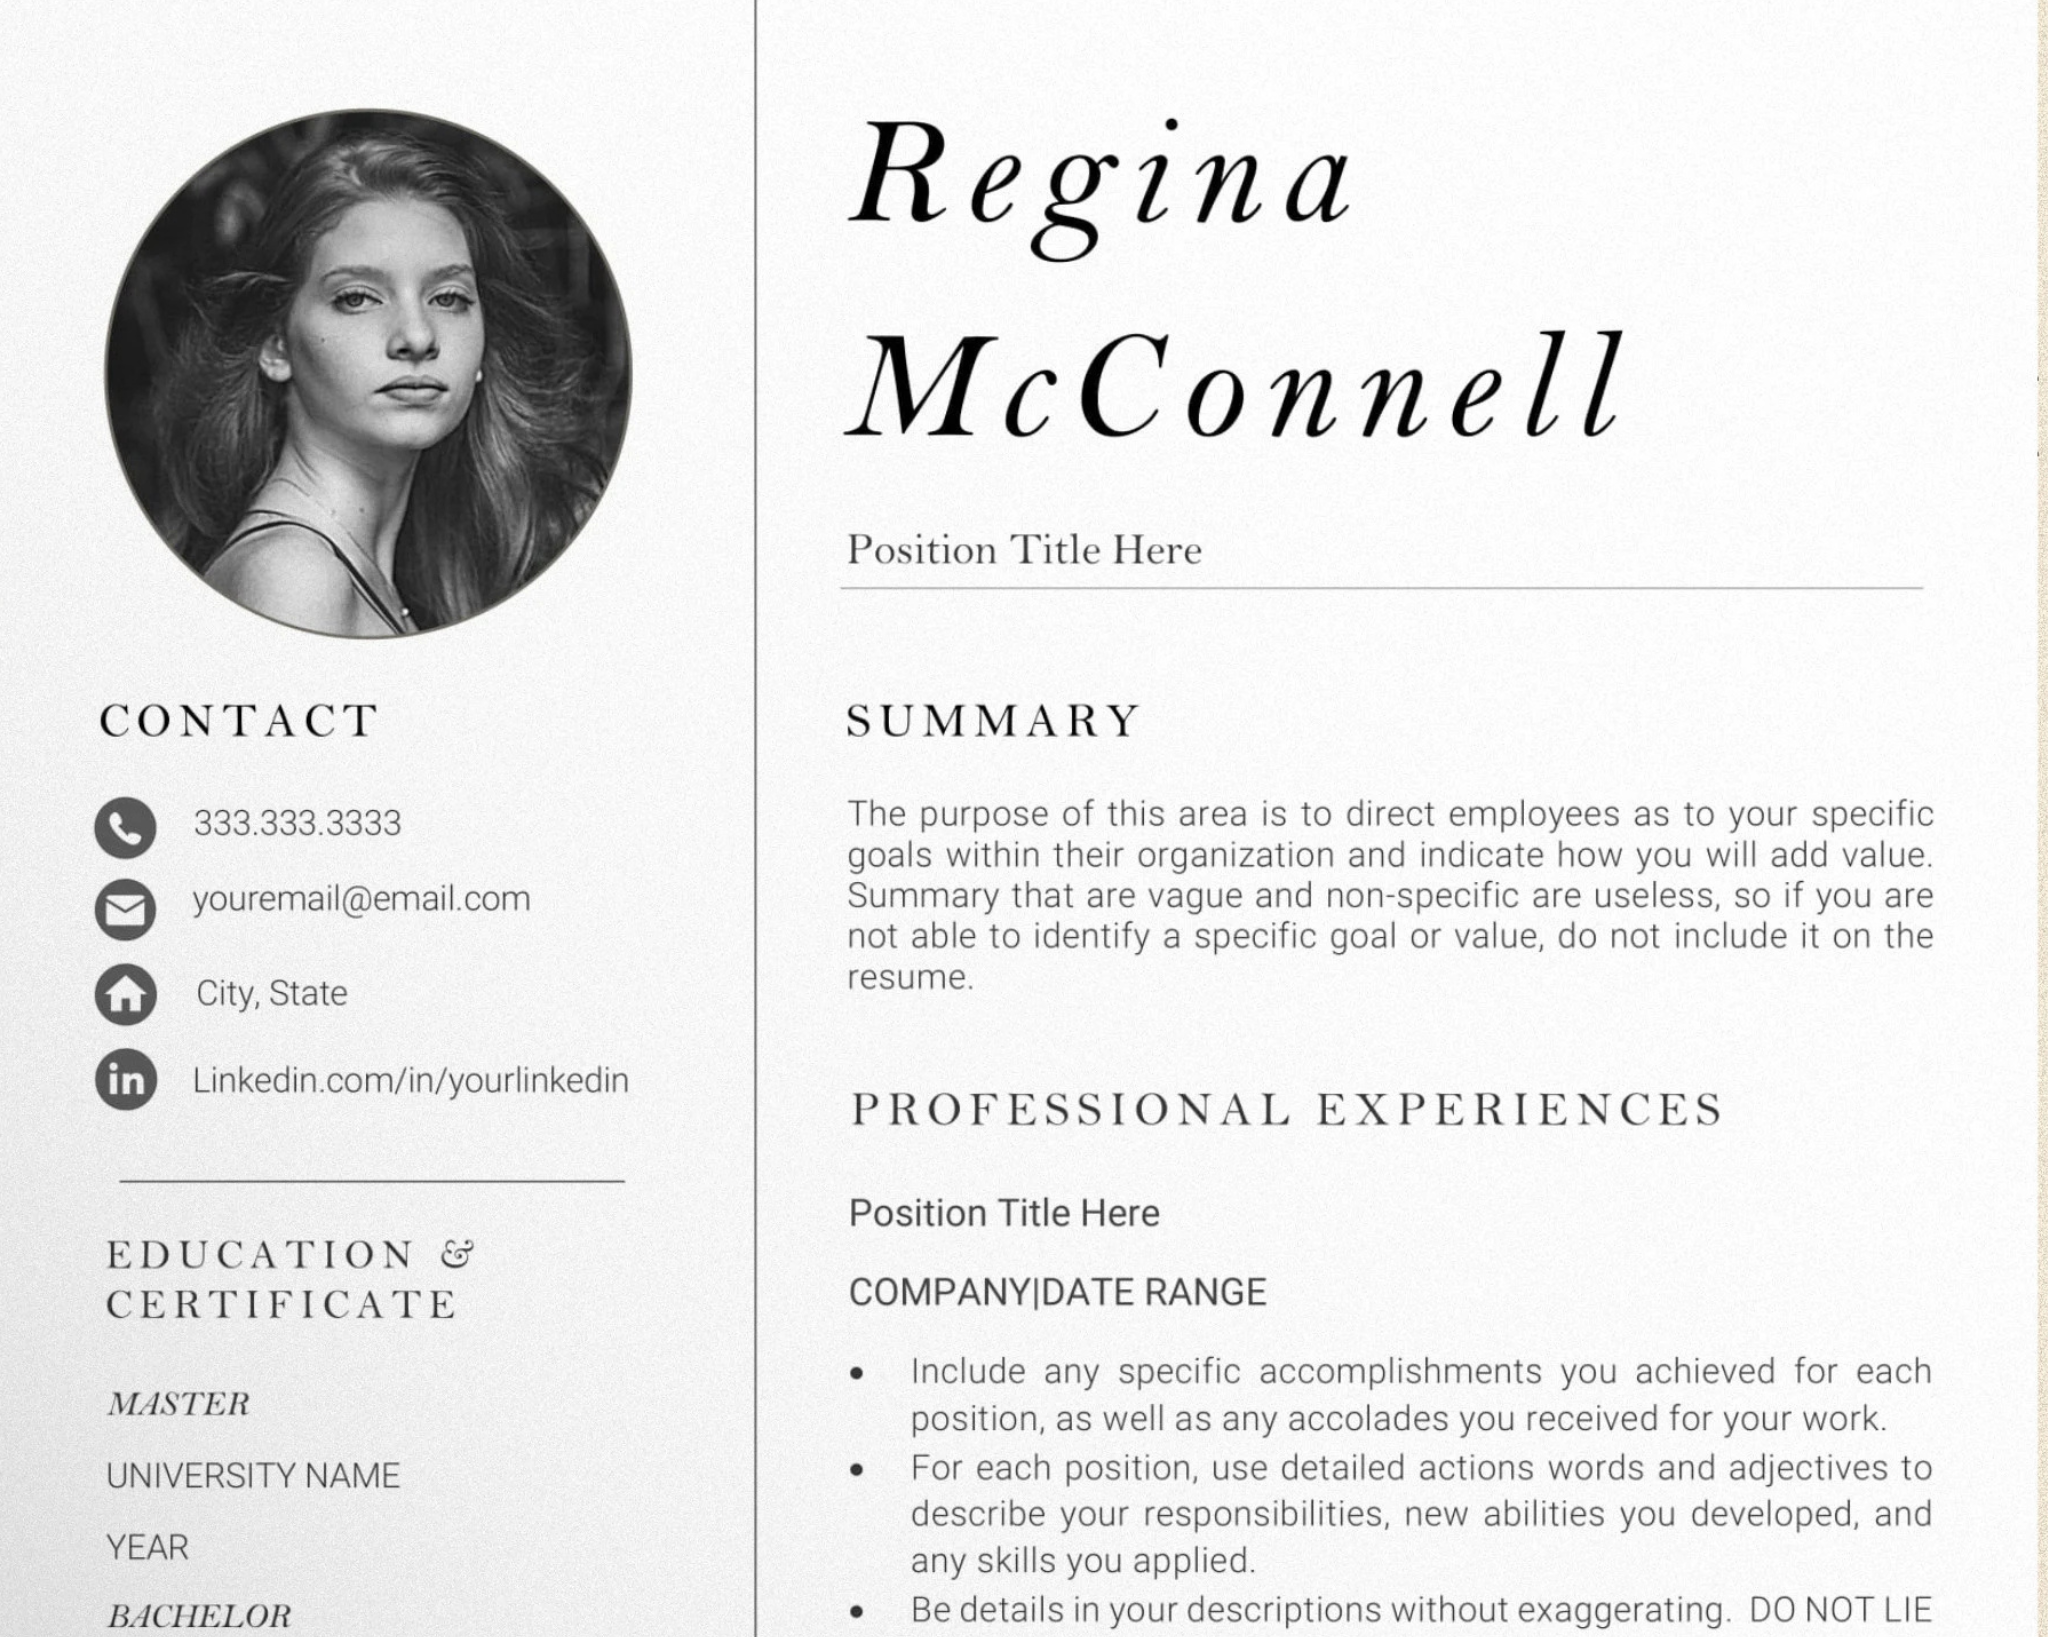 Regina
McConnell
Position Title Here
CONTACT
333.333.3333
youremail@email.com
City, State
in
Linkedin.com/in/yourlinkedin
EDUCATION &
CERTIFICATE
MASTER
UNIVERSITY NAME
YEAR
BACHELOR
SUMMARY
The purpose of this area is to direct employees as to your specific
goals within their organization and indicate how you will add value.
Summary that are vague and non-specific are useless, so if you are
not able to identify a specific goal or value, do not include it on the
resume.
PROFESSIONAL EXPERIENCES
Position Title Here
COMPANY|DATE RANGE
• Include any specific accomplishments you achieved for each
position, as well as any accolades you received for your work.
• For each position, use detailed actions words and adjectives to
describe your responsibilities, new abilities you developed, and
any skills you applied.
• Be details in your descriptions without exaggerating. DO NOT LIE